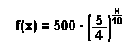 f(x) = 500 · (5/4)^(H/10)